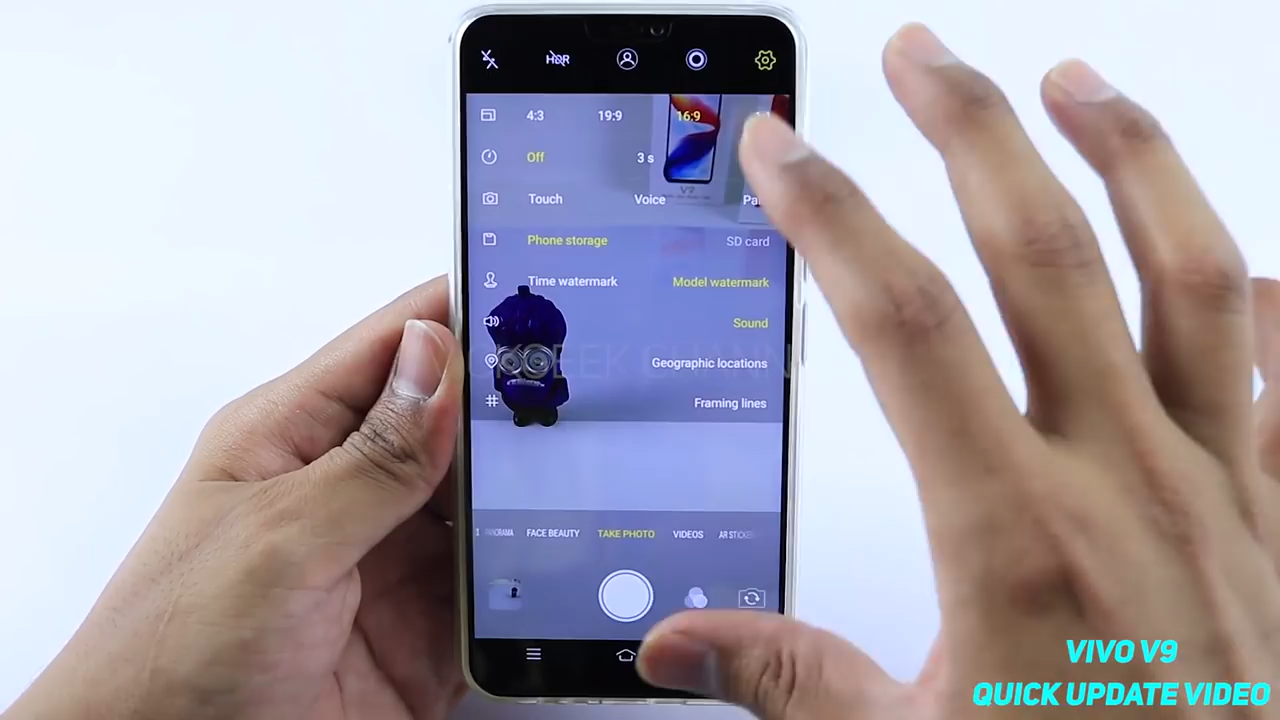 HDR
4:3 19:9 16:9
Off 3 s
Touch Voice
Phone storage SD card
V9
Time watermark Model watermark
Sound
Geographic locations
Framing lines
FACE BEAUTY TAKE PHOTO VIDEOS
VIVO V9
QUICK UPDATE VIDEO